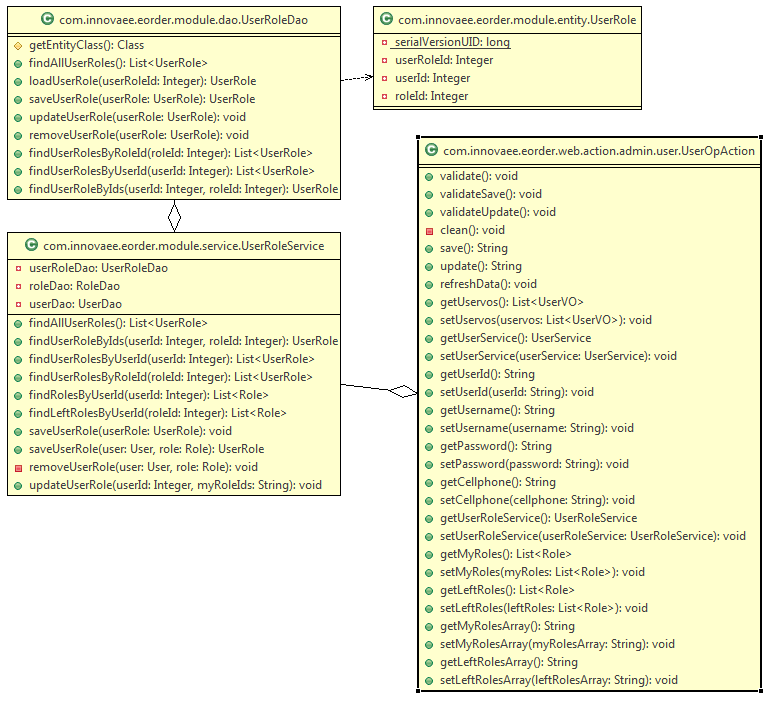 com.innovaee.eorder.module.dao.UserRoleDao
getEntityClass(): Class
findAllUserRoles(): List<UserRole>
loadUserRole(userRoleId: Integer): UserRole
saveUserRole(userRole: UserRole): UserRole
updateUserRole(userRole: UserRole): void
removeUserRole(userRole: UserRole): void
findUserRolesByRoleId(roleId: Integer): List<UserRole>
findUserRolesByUserId(userId: Integer): List<UserRole>
findUserRoleByIds(userId: Integer, roleId: Integer): UserRole
com.innovaee.eorder.module.entity.UserRole
serialVersionUID: long
userRoleId: Integer
userId: Integer
roleId: Integer
com.innovaee.eorder.module.service.UserRoleService
userRoleDao: UserRoleDao
roleDao: RoleDao
userDao: UserDao
findAllUserRoles(): List<UserRole>
findUserRoleByIds(userId: Integer, roleId: Integer): UserRole
findUserRolesByUserId(userId: Integer): List<UserRole>
findUserRolesByRoleId(roleId: Integer): List<UserRole>
findRolesByUserId(userId: Integer): List<Role>
findLeftRolesByUserId(roleId: Integer): List<Role>
saveUserRole(userRole: UserRole): void
saveUserRole(user: User, role: Role): UserRole
removeUserRole(user: User, role: Role): void
updateUserRole(userId: Integer, myRoleIds: String): void
com.innovaee.eorder.web.action.admin.user.UserOpAction
validate(): void
validateSave(): void
validateUpdate(): void
clean(): void
save(): String
update(): String
refreshData(): void
getUservos(): List<UserVO>
setUservos(uservos: List<UserVO>): void
getUserService(): UserService
setUserService(userService: UserService): void
getUserId(): String
setUserId(userId: String): void
getUsername(): String
setUsername(username: String): void
getPassword(): String
setPassword(password: String): void
getCellphone(): String
setCellphone(cellphone: String): void
getUserRoleService(): UserRoleService
setUserRoleService(userRoleService: UserRoleService): void
getMyRoles(): List<Role>
setMyRoles(myRoles: List<Role>): void
getLeftRoles(): List<Role>
setLeftRoles(leftRoles: List<Role>): void
getMyRolesArray(): String
setMyRolesArray(myRolesArray: String): void
getLeftRolesArray(): String
setLeftRolesArray(leftRolesArray: String): void